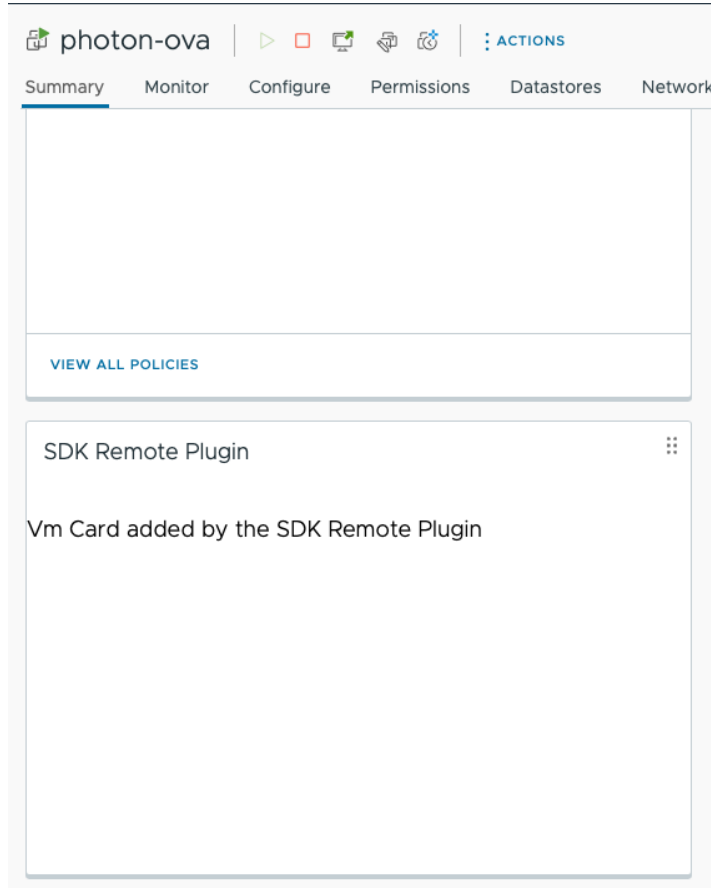 photon-ova ACTIONS
Summary Monitor Configure Permissions Datastores Network
VIEW ALL POLICIES
SDK Remote Plugin
Vm Card added by the SDK Remote Plugin